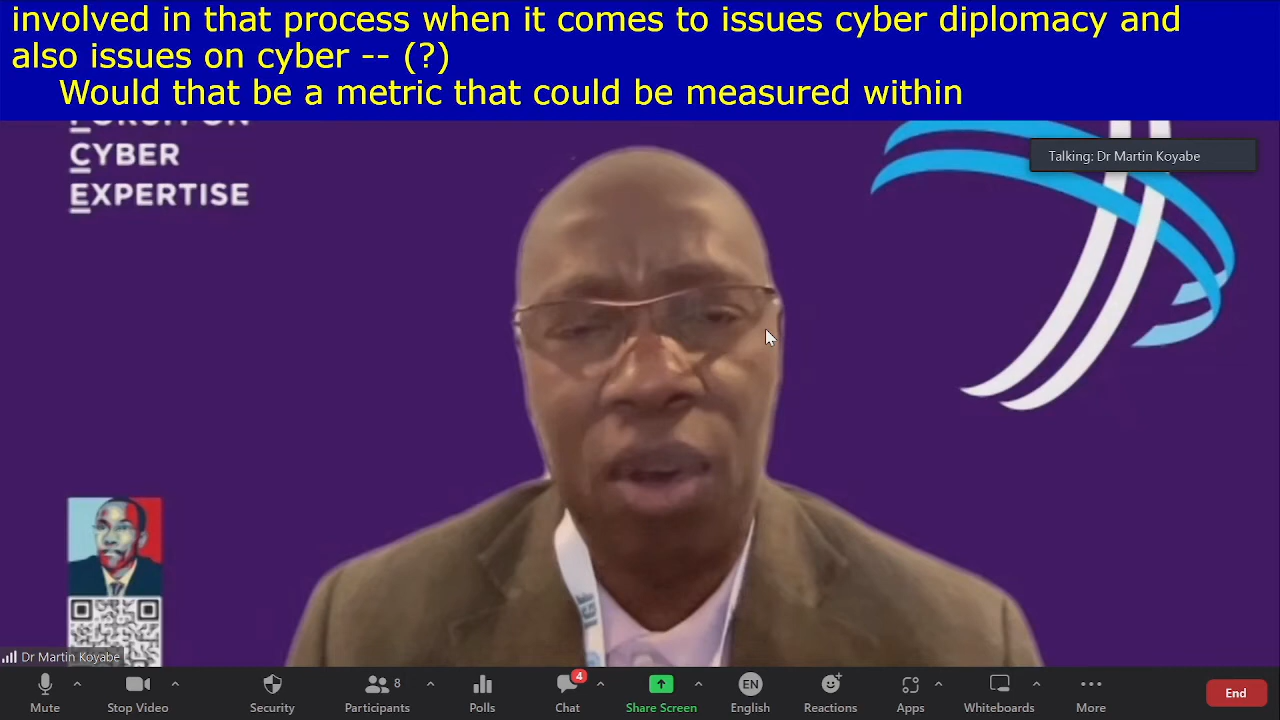 involved in that process when it comes to issues cyber diplomacy and
also issues on cyber -- (?)
Would that be a metric that could be measured within
CYBER
EXPERTISE
Talking: Dr Martin Koyabe
Dr Martin Koyabe
Mute
Stop Video
Security
8
Participants
Polls
4
Chat
Share Screen
EN
English
Reactions
Apps
Whiteboards
More
End